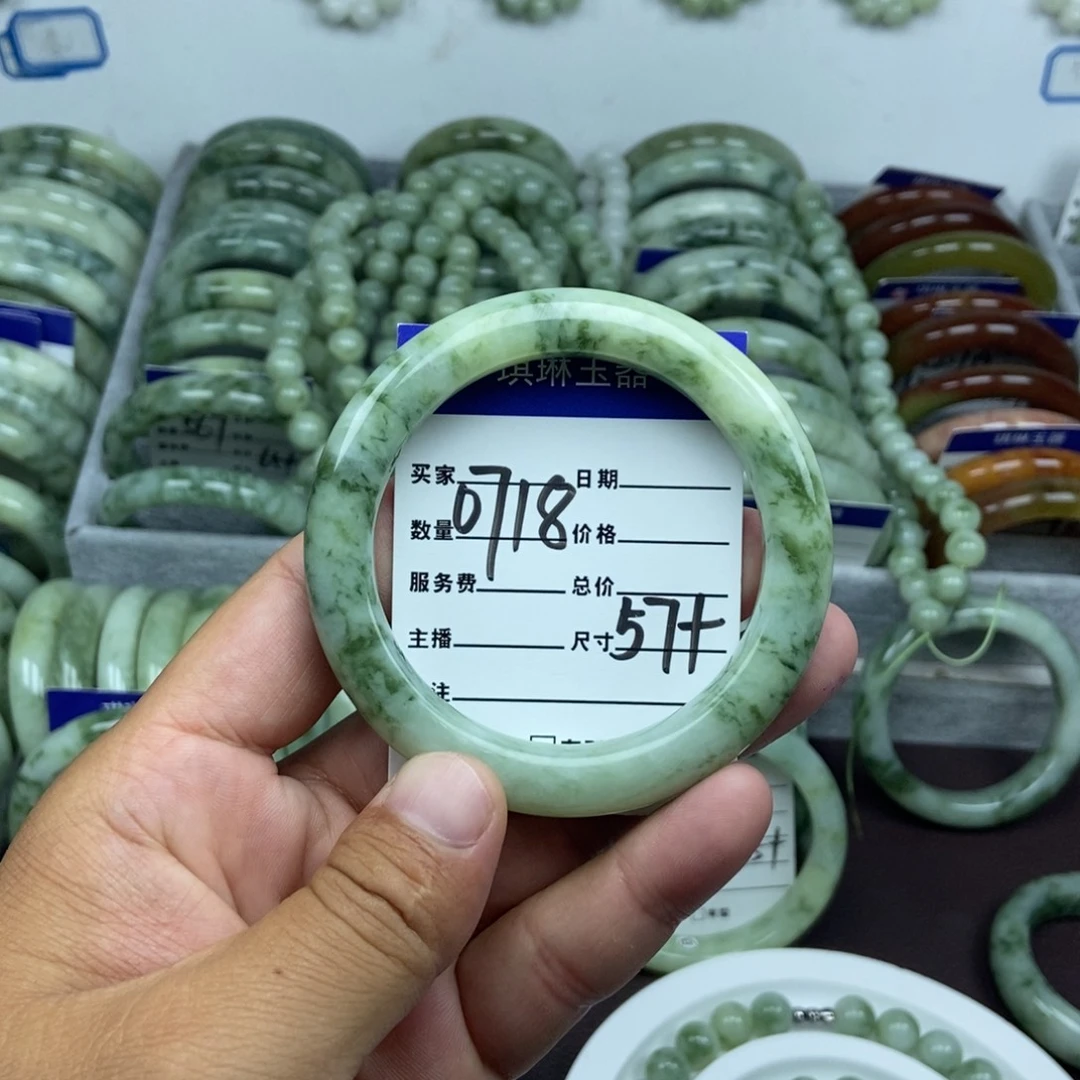 琪琳玉器
买家 日期
0718
数量 价格
服务费 总价
主播 尺寸 57+
注